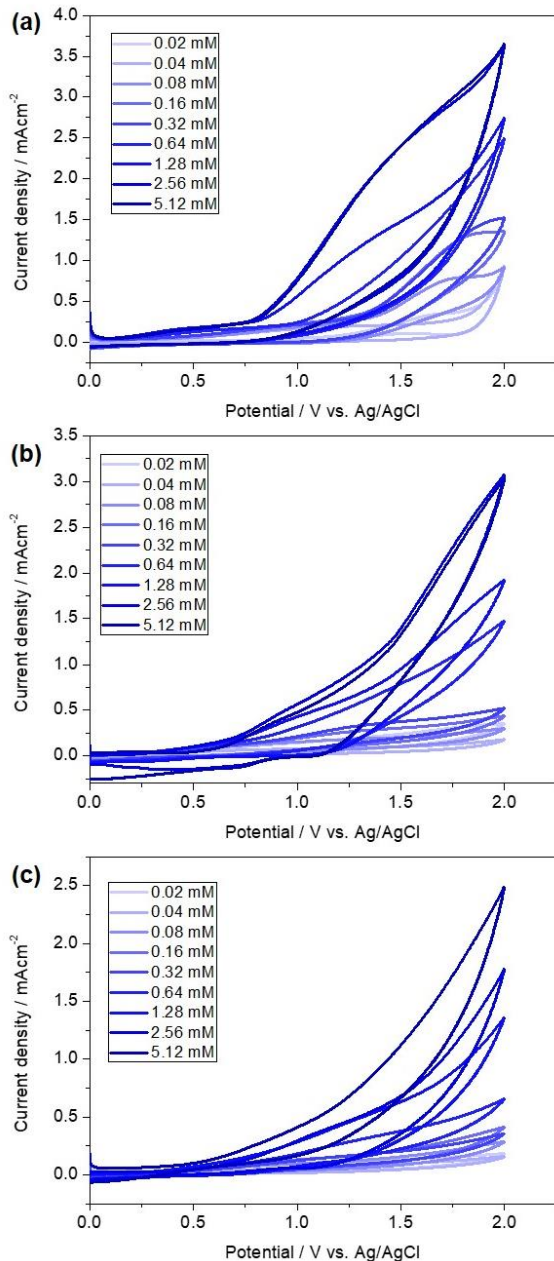 (a)
4.0
3.5
3.0
2.5
2.0
1.5
1.0
0.5
0.0
Current density / mAcm⁻²
0.02 mM
0.04 mM
0.08 mM
0.16 mM
0.32 mM
0.64 mM
1.28 mM
2.56 mM
5.12 mM
0.0 0.5 1.0 1.5 2.0
Potential / V vs. Ag/AgCl
(b)
3.5
3.0
2.5
2.0
1.5
1.0
0.5
0.0
Current density / mAcm⁻²
0.02 mM
0.04 mM
0.08 mM
0.16 mM
0.32 mM
0.64 mM
1.28 mM
2.56 mM
5.12 mM
0.0 0.5 1.0 1.5 2.0
Potential / V vs. Ag/AgCl
(c)
2.5
2.0
1.5
1.0
0.5
0.0
Current density / mAcm⁻²
0.02 mM
0.04 mM
0.08 mM
0.16 mM
0.32 mM
0.64 mM
1.28 mM
2.56 mM
5.12 mM
0.0 0.5 1.0 1.5 2.0
Potential / V vs. Ag/AgCl